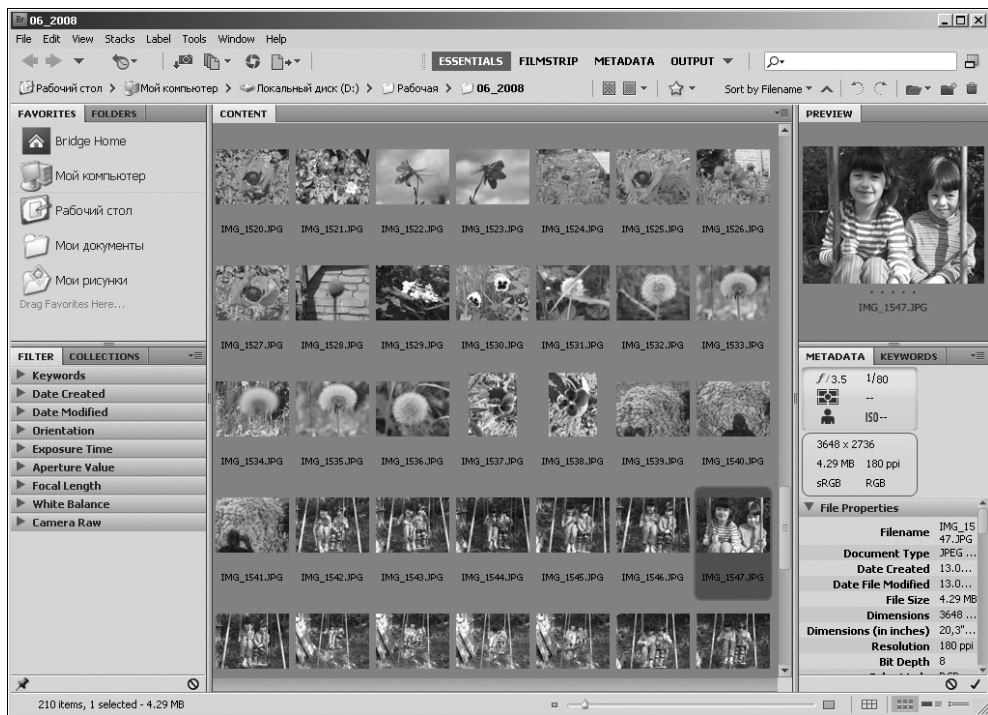 Br 06_2008
File Edit View Stacks Label Tools Window Help
ESSENTIALS FILMSTRIP METADATA OUTPUT
Рабочий стол > Мой компьютер > Локальный диск (D:) > Рабочая > 06_2008
Sort by Filename
FAVORITES FOLDERS
Bridge Home
Мой компьютер
Рабочий стол
Мои документы
Мои рисунки
Drag Favorites Here...
FILTER COLLECTIONS
Keywords
Date Created
Date Modified
Orientation
Exposure Time
Aperture Value
Focal Length
White Balance
Camera Raw
CONTENT
IMG_1520.JPG IMG_1521.JPG IMG_1522.JPG IMG_1523.JPG IMG_1524.JPG IMG_1525.JPG IMG_1526.JPG
IMG_1527.JPG IMG_1528.JPG IMG_1529.JPG IMG_1530.JPG IMG_1531.JPG IMG_1532.JPG IMG_1533.JPG
IMG_1534.JPG IMG_1535.JPG IMG_1536.JPG IMG_1537.JPG IMG_1538.JPG IMG_1539.JPG IMG_1540.JPG
IMG_1541.JPG IMG_1542.JPG IMG_1543.JPG IMG_1544.JPG IMG_1545.JPG IMG_1546.JPG IMG_1547.JPG
PREVIEW
IMG_1547.JPG
METADATA KEYWORDS
f/3.5 1/80
--
ISO--
3648 x 2736
4.29 MB 180 ppi
sRGB RGB
File Properties
Filename IMG_15
47.JPG
Document Type JPEG ...
Date Created 13.0...
Date File Modified 13.0...
File Size 4.29 MB
Dimensions 3648 ...
Dimensions (in inches) 20,3"...
Resolution 180 ppi
Bit Depth 8
210 items, 1 selected - 4.29 MB